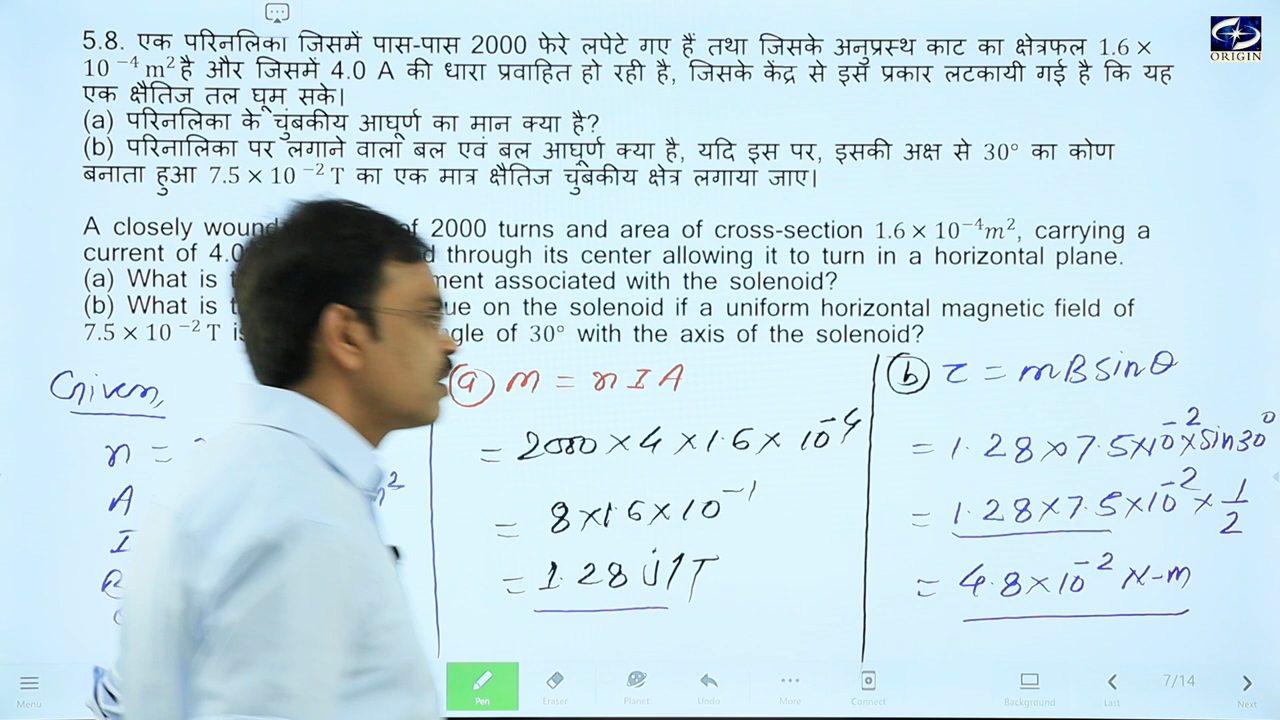 5.8. एक परिनलिका जिसमें पास-पास 2000 फेरे लपेटे गए हैं तथा जिसके अनुप्रस्थ काट का क्षेत्रफल 1.6 ×
10 ⁻⁴ m² है और जिसमें 4.0 A की धारा प्रवाहित हो रही है, जिसके केंद्र से इस प्रकार लटकायी गई है कि यह
एक क्षैतिज तल घूम सके।
(a) परिनलिका के चुंबकीय आघूर्ण का मान क्या है?
(b) परिनालिका पर लगाने वाला बल एवं बल आघूर्ण क्या है, यदि इस पर, इसकी अक्ष से 30° का कोण
बनाता हुआ 7.5 × 10 ⁻² T का एक मात्र क्षैतिज चुंबकीय क्षेत्र लगाया जाए।
A closely of 2000 turns and area of cross-section 1.6 × 10⁻⁴m², carrying a
current of 4.0 through its center allowing it to turn in a horizontal plane.
(a) What is associated with the solenoid?
(b) What is on the solenoid if a uniform horizontal magnetic field of
7.5 × 10 ⁻² T of 30° with the axis of the solenoid?
Given,
n =
A
I
(a) m = n I A
= 2000 × 4 × 1.6 × 10⁻⁴
= 8 × 1.6 × 10⁻¹
= 1.28 J/T
(b) τ = mB sin θ
= 1.28 × 7.5 × 10⁻² × sin 30°
= 1.28 × 7.5 × 10⁻² × 1/2
= 4.8 × 10⁻² N-m
ORIGIN
Menu Pen Eraser Planet Undo More Connect Background Last 7/14 Next